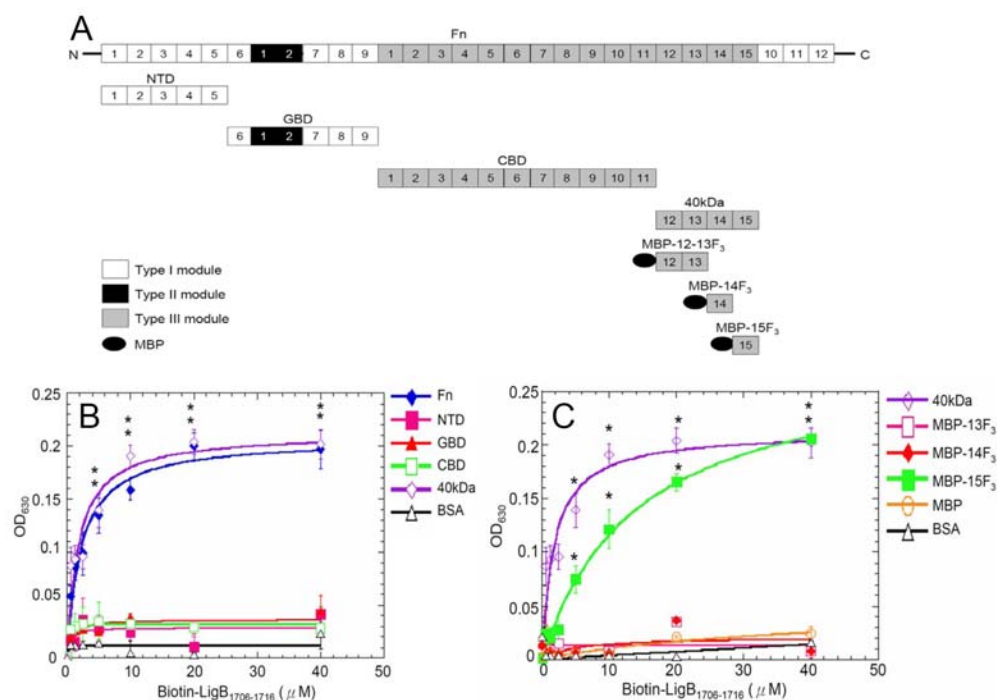 A
Fn
N 1 2 3 4 5 6 1 2 7 8 9 1 2 3 4 5 6 7 8 9 10 11 12 13 14 15 10 11 12 C
NTD
1 2 3 4 5
GBD
6 1 2 7 8 9
CBD
1 2 3 4 5 6 7 8 9 10 11
40kDa
12 13 14 15
MBP-12-13F3
12 13
MBP-14F3
14
MBP-15F3
15
Type I module
Type II module
Type III module
MBP
B
OD630
0.25
0.2
0.15
0.1
0.05
0
0 10 20 30 40 50
Biotin-LigB1706-1716 (μM)
* * * *
* * * *
Fn
NTD
GBD
CBD
40kDa
BSA
C
OD630
0.25
0.2
0.15
0.1
0.05
0
0 10 20 30 40 50
Biotin-LigB1706-1716 (μM)
* * * *
* * * *
40kDa
MBP-13F3
MBP-14F3
MBP-15F3
MBP
BSA